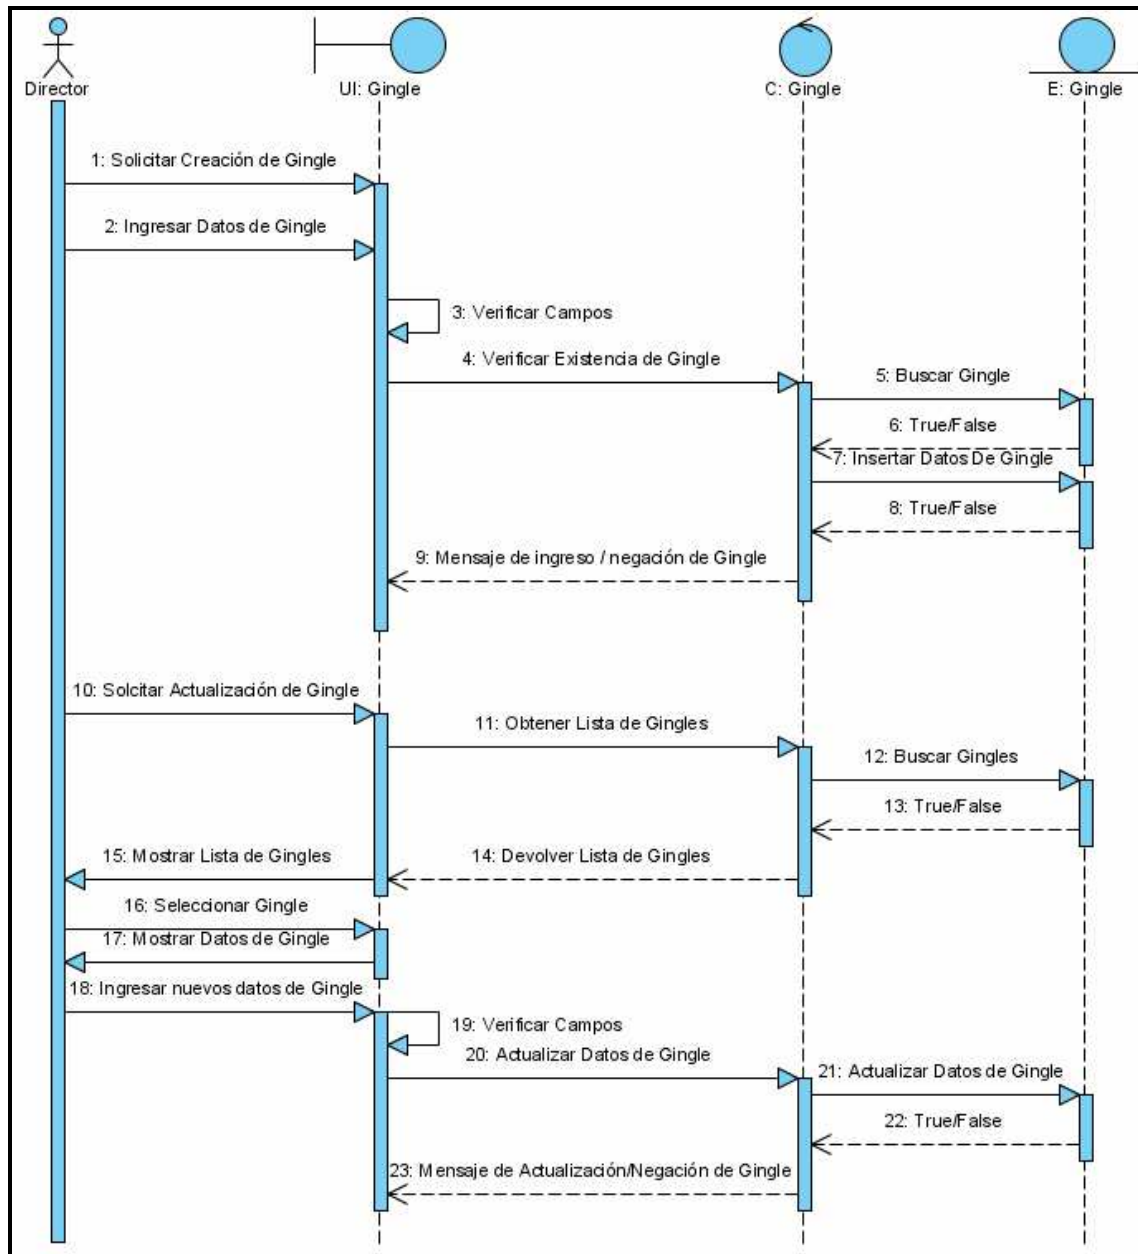 Director
UI: Gingle
C: Gingle
E: Gingle
1: Solicitar Creación de Gingle
2: Ingresar Datos de Gingle
3: Verificar Campos
4: Verificar Existencia de Gingle
5: Buscar Gingle
6: True/False
7: Insertar Datos De Gingle
8: True/False
9: Mensaje de ingreso / negación de Gingle
10: Solcitar Actualización de Gingle
11: Obtener Lista de Gingles
12: Buscar Gingles
13: True/False
14: Devolver Lista de Gingles
15: Mostrar Lista de Gingles
16: Seleccionar Gingle
17: Mostrar Datos de Gingle
18: Ingresar nuevos datos de Gingle
19: Verificar Campos
20: Actualizar Datos de Gingle
21: Actualizar Datos de Gingle
22: True/False
23: Mensaje de Actualización/Negación de Gingle